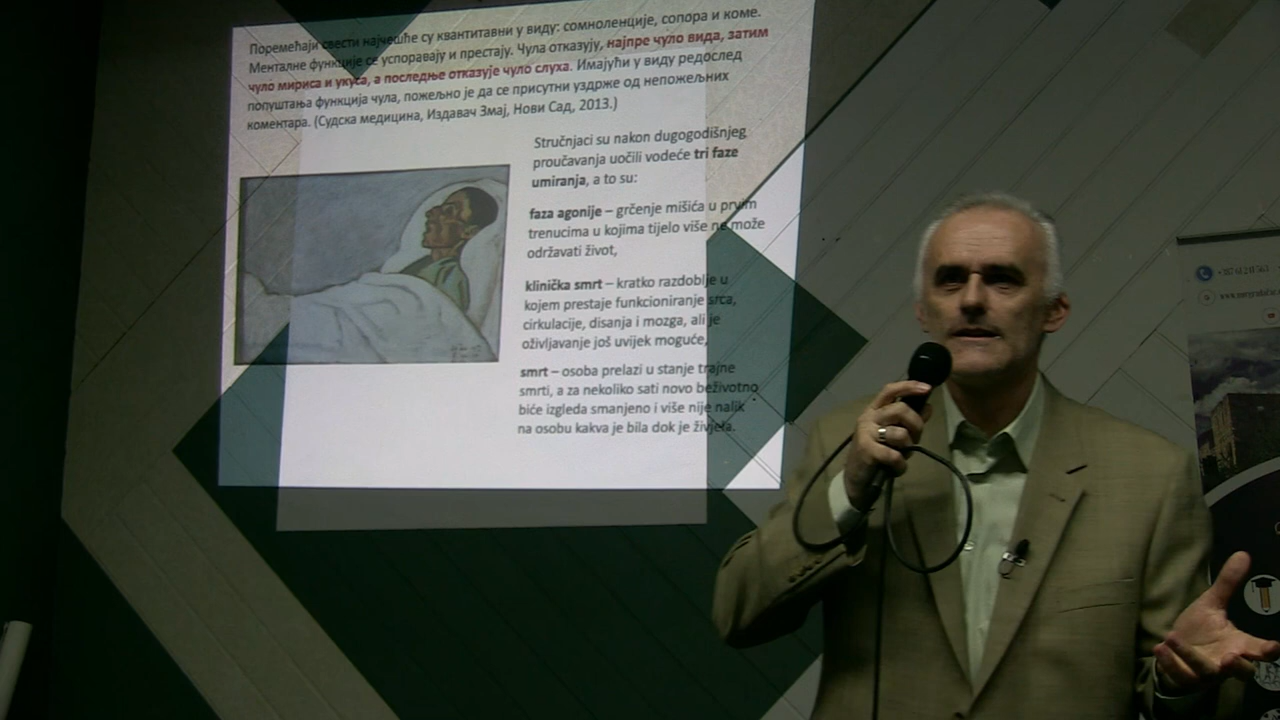 Поремећаји свести најчешће су квантитавни у виду: сомноленције, сопора и коме.
Менталне функције се успоравају и престају. Чула отказују, најпре чуло вида, затим
чуло мириса и укуса, а последње отказује чуло слуха. Имајући у виду редослед
попуштања функција чула, пожељно је да се присутни уздрже од непожељних
коментара. (Судска медицина, Издавач Змај, Нови Сад, 2013.)
Stručnjaci su nakon dugogodišnjeg
proučavanja uočili vodeće tri faze
umiranja, a to su:
faza agonije – grčenje mišića u prvim
trenucima u kojima tijelo više ne može
održavati život,
klinička smrt – kratko razdoblje u
kojem prestaje funkcioniranje srca,
cirkulacije, disanja i mozga, ali je
oživljavanje još uvijek moguće,
smrt – osoba prelazi u stanje trajne
smrti, a za nekoliko sati novo beživotno
biće izgleda smanjeno i više nije nalik
na osobu kakva je bila dok je živjela.